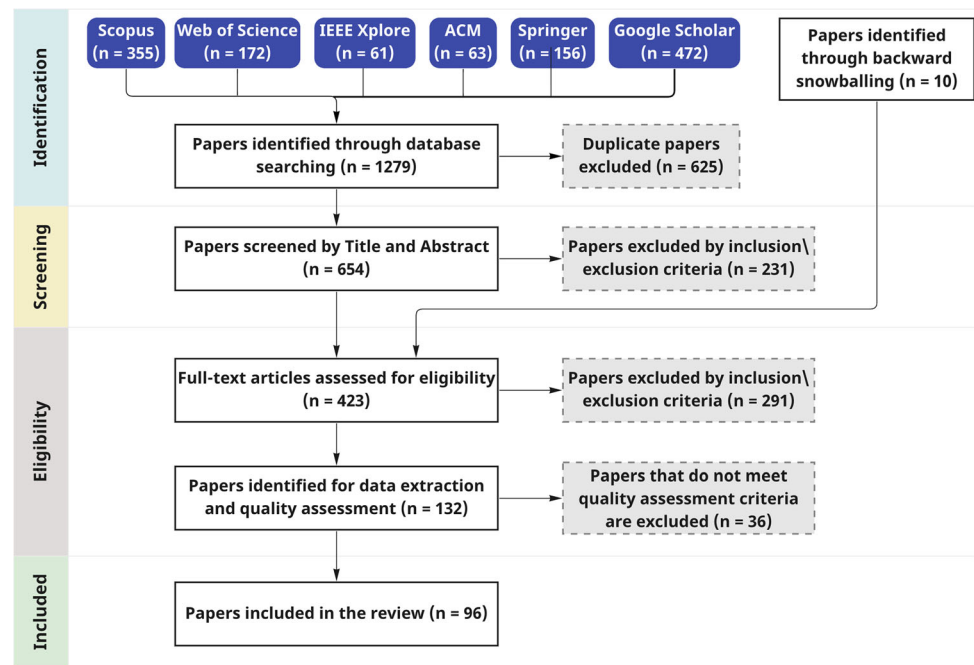 Scopus
(n = 355)
Web of Science
(n = 172)
IEEE Xplore
(n = 61)
ACM
(n = 63)
Springer
(n = 156)
Google Scholar
(n = 472)
Papers identified
through backward
snowballing (n = 10)
Identification
Papers identified through database
searching (n = 1279)
Duplicate papers
excluded (n = 625)
Screening
Papers screened by Title and Abstract
(n = 654)
Papers excluded by inclusion\
exclusion criteria (n = 231)
Eligibility
Full-text articles assessed for eligibility
(n = 423)
Papers excluded by inclusion\
exclusion criteria (n = 291)
Papers identified for data extraction
and quality assessment (n = 132)
Papers that do not meet
quality assessment criteria
are excluded (n = 36)
Included
Papers included in the review (n = 96)